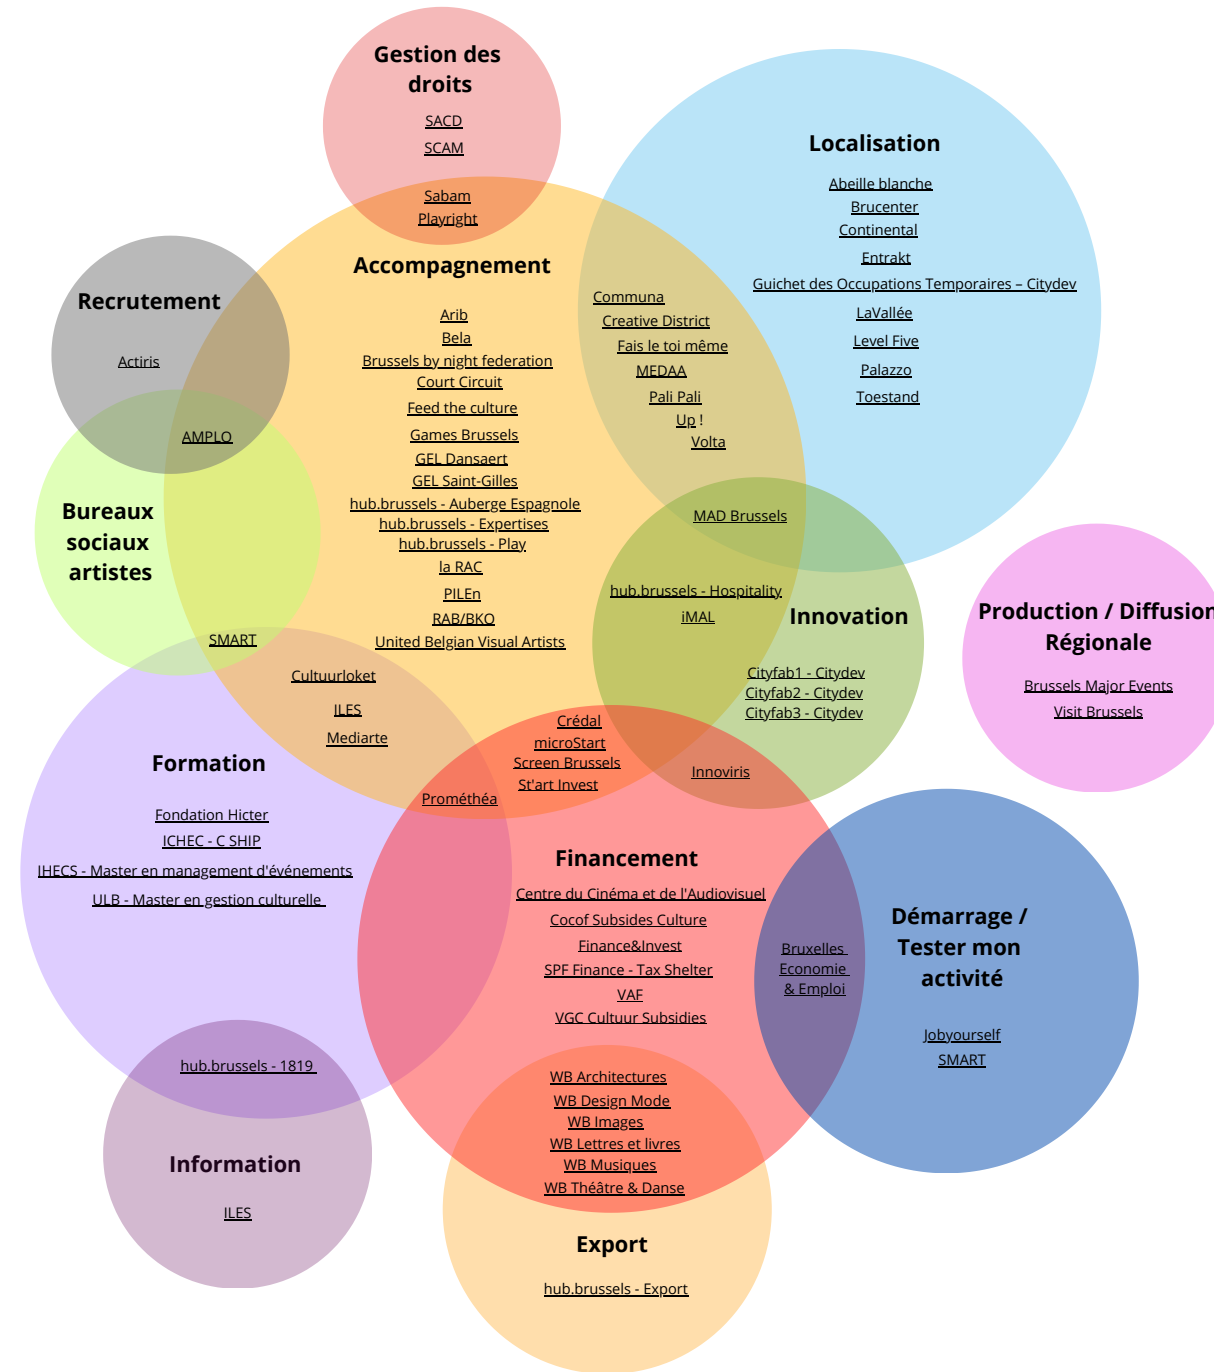 Gestion des
droits
SACD
SCAM
Sabam
Playright
Localisation
Abeille blanche
Brucenter
Continental
Entrakt
Guichet des Occupations Temporaires – Citydev
LaVallée
Level Five
Palazzo
Toestand
Accompagnement
Arib
Bela
Brussels by night federation
Court Circuit
Feed the culture
Games Brussels
GEL Dansaert
GEL Saint-Gilles
hub.brussels - Auberge Espagnole
hub.brussels - Expertises
hub.brussels - Play
la RAC
PILEn
RAB/BKO
United Belgian Visual Artists
Communa
Creative District
Fais le toi même
MEDAA
Pali Pali
Up !
Volta
MAD Brussels
Recrutement
Actiris
AMPLO
Bureaux
sociaux
artistes
SMART
hub.brussels - Hospitality
iMAL
Innovation
Cityfab1 - Citydev
Cityfab2 - Citydev
Cityfab3 - Citydev
Innoviris
Production / Diffusion
Régionale
Brussels Major Events
Visit Brussels
Cultuurloket
ILES
Mediarte
Crédal
microStart
Screen Brussels
St'art Invest
Prométhéa
Formation
Fondation Hicter
ICHEC - C SHIP
IHECS - Master en management d'événements
ULB - Master en gestion culturelle
Financement
Centre du Cinéma et de l'Audiovisuel
Cocof Subsides Culture
Finance&Invest
SPF Finance - Tax Shelter
VAF
VGC Cultuur Subsidies
Bruxelles
Economie
& Emploi
Démarrage /
Tester mon
activité
Jobyourself
SMART
hub.brussels - 1819
Information
ILES
WB Architectures
WB Design Mode
WB Images
WB Lettres et livres
WB Musiques
WB Théâtre & Danse
Export
hub.brussels - Export